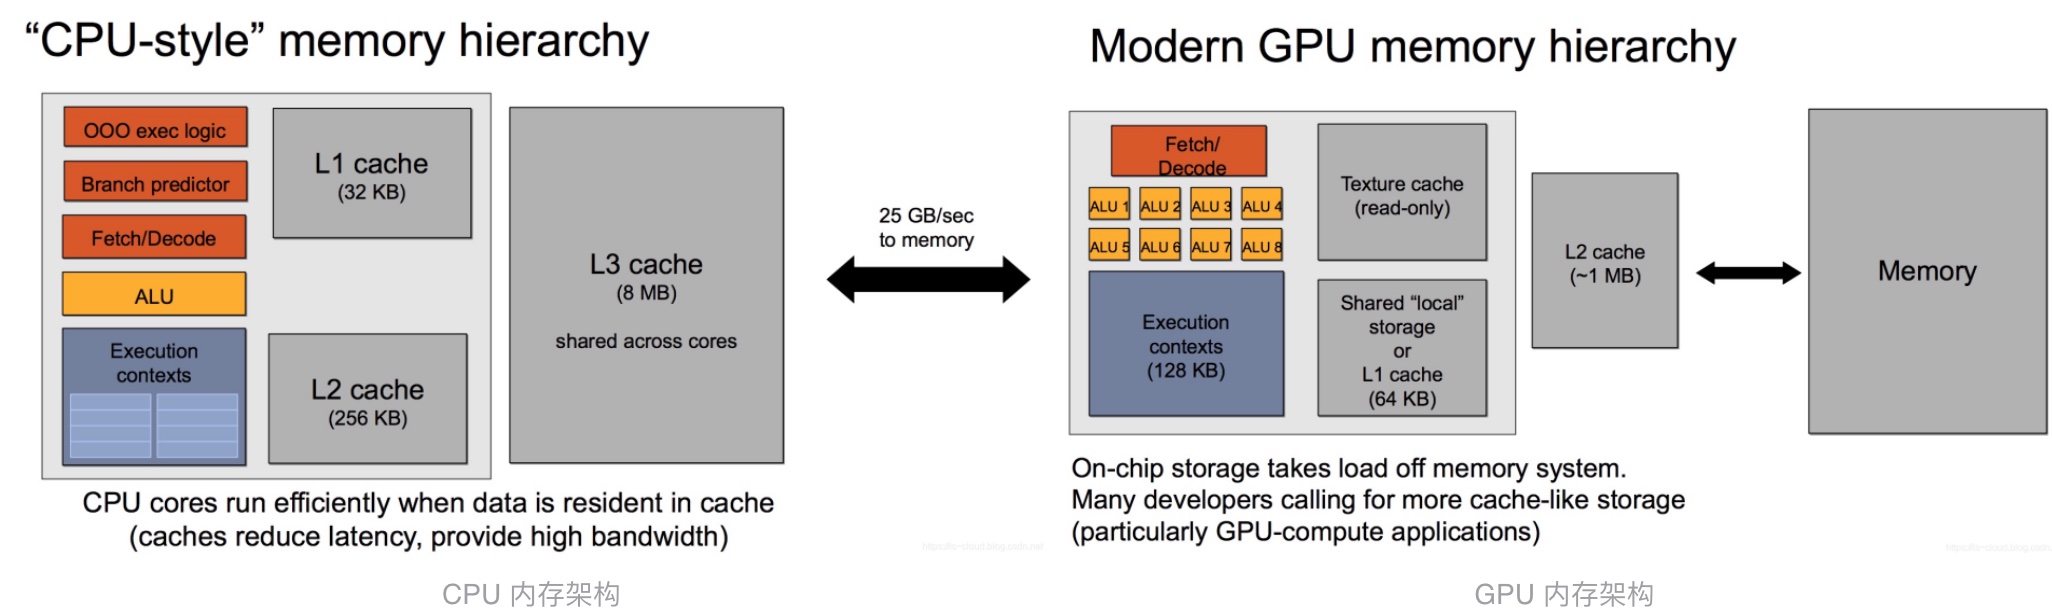 “CPU-style” memory hierarchy
OOO exec logic
Branch predictor
Fetch/Decode
ALU
Execution
contexts
L1 cache
(32 KB)
L2 cache
(256 KB)
L3 cache
(8 MB)
shared across cores
25 GB/sec
to memory
CPU cores run efficiently when data is resident in cache
(caches reduce latency, provide high bandwidth)
CPU 内存架构
Modern GPU memory hierarchy
Fetch/
Decode
ALU 1
ALU 2
ALU 3
ALU 4
ALU 5
ALU 6
ALU 7
ALU 8
Execution
contexts
(128 KB)
Texture cache
(read-only)
Shared “local”
storage
or
L1 cache
(64 KB)
L2 cache
(~1 MB)
Memory
On-chip storage takes load off memory system.
Many developers calling for more cache-like storage
(particularly GPU-compute applications)
GPU 内存架构